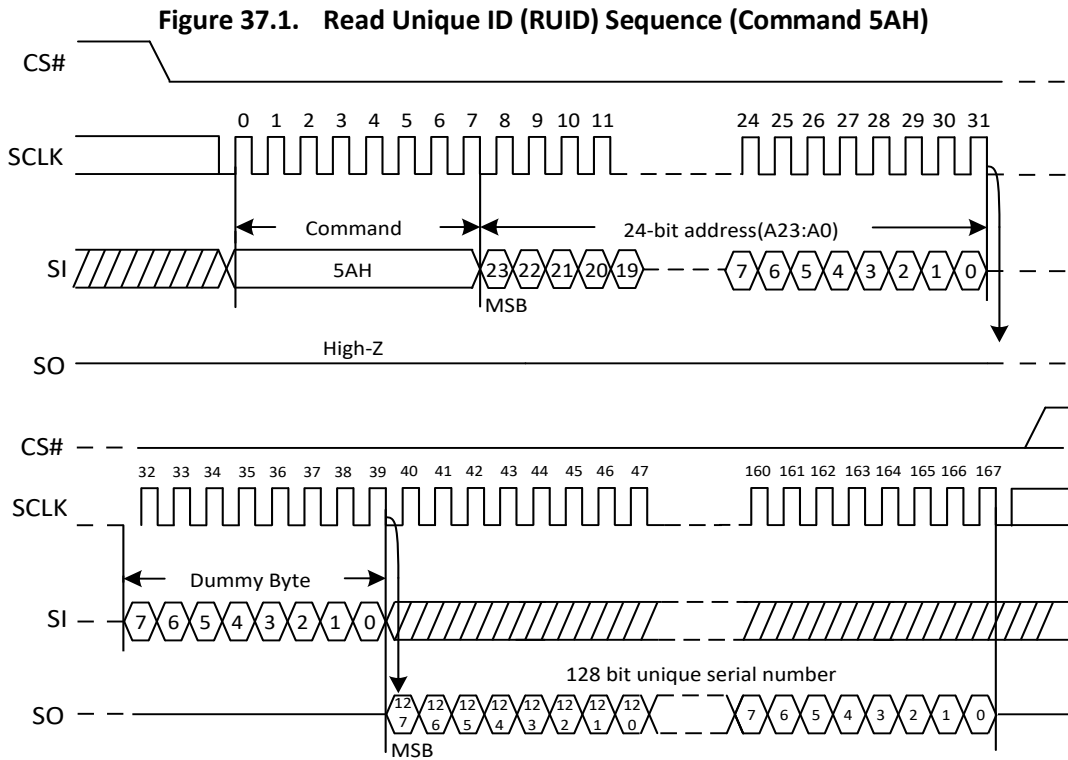 Figure 37.1. Read Unique ID (RUID) Sequence (Command 5AH)
CS#
0 1 2 3 4 5 6 7 8 9 10 11 24 25 26 27 28 29 30 31
SCLK
Command 24-bit address(A23:A0)
SI 5AH 23 22 21 20 19 7 6 5 4 3 2 1 0
MSB
High-Z
SO
CS#
32 33 34 35 36 37 38 39 40 41 42 43 44 45 46 47 160 161 162 163 164 165 166 167
SCLK
Dummy Byte
SI 7 6 5 4 3 2 1 0
128 bit unique serial number
SO 127 126 125 124 123 122 121 120 7 6 5 4 3 2 1 0
MSB